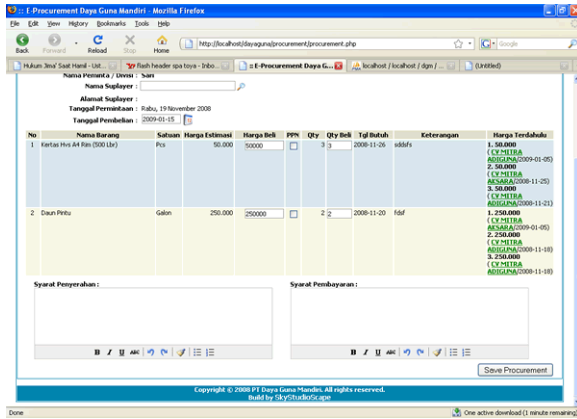 :: E-Procurement Daya Guna Mandiri - Mozilla Firefox
File Edit View History Bookmarks Tools Help
Back Forward Reload Stop Home http://localhost/dayaguna/procurement/procurement.php Google
Hukum Jima' Saat Hamil - Ust... flash header spa toya - Inbo... :: E-Procurement Daya G... localhost / localhost / dgm / ... (Untitled)
Nama Peminta / Divisi : Sari
Nama Suplayer :
Alamat Suplayer :
Tanggal Permintaan : Rabu, 19 November 2008
Tanggal Pembelian : 2009-01-15
No Nama Barang Satuan Harga Estimasi Harga Beli PPN Qty Qty Beli Tgl Butuh Keterangan Harga Terdahulu
1 Kertas Hvs A4 Rim (500 Lbr) Pcs 50.000 50000 3 3 2008-11-26 sddsfs 1. 50.000
( CV MITRA
ADIGUNA/2009-01-05)
2. 50.000
( CV MITRA
AKSARA/2008-11-25)
3. 50.000
( CV MITRA
ADIGUNA/2008-11-21)
2 Daun Pintu Galon 250.000 250000 2 2 2008-11-20 fdsf 1. 250.000
( CV MITRA
AKSARA/2009-01-05)
2. 250.000
( CV MITRA
ADIGUNA/2008-11-18)
3. 250.000
( CV MITRA
ADIGUNA/2008-11-18)
Syarat Penyerahan : Syarat Pembayaran :
B I U ABC B I U ABC
Save Procurement
Copyright © 2008 PT Daya Guna Mandiri. All rights reserved.
Build by SkyStudioScape
Done One active download (1 minute remaining)